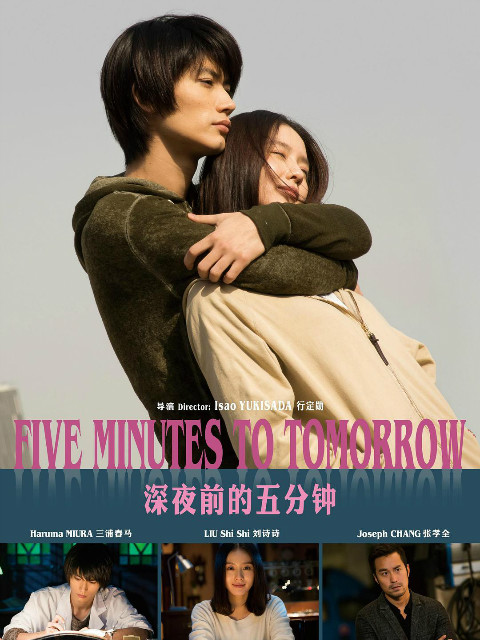 导演 Director: Isao YUKISADA 行定勋
FIVE MINUTES TO TOMORROW
深夜前的五分钟
Haruma MIURA 三浦春马 LIU Shi Shi 刘诗诗 Joseph CHANG 张孝全